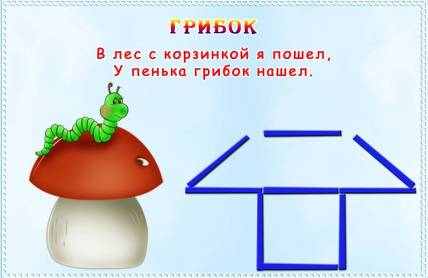 ГРИБОК
В лес с корзинкой я пошел,
У пенька грибок нашел.